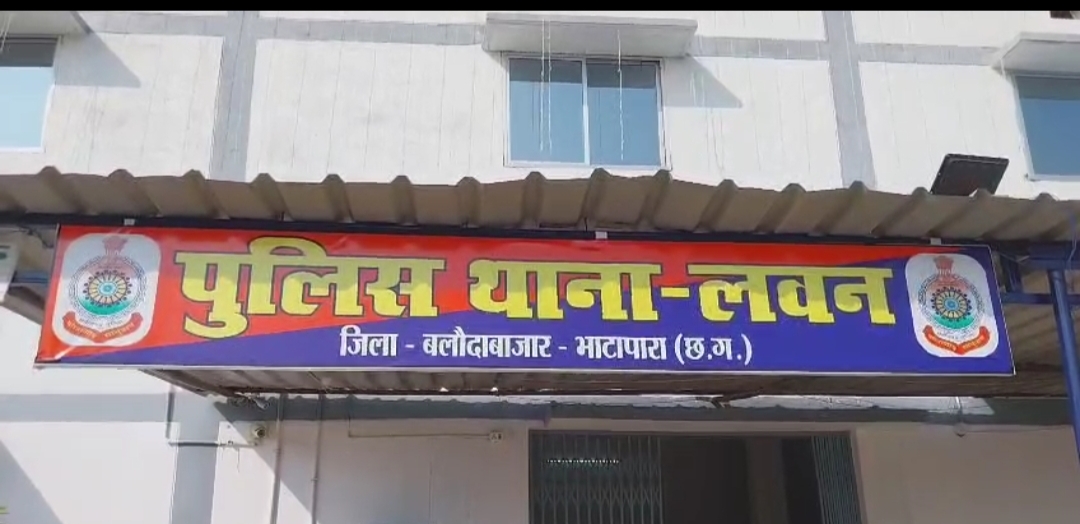 पुलिस थाना-लवन
जिला - बलौदाबाजार - भाटापारा (छ.ग.)